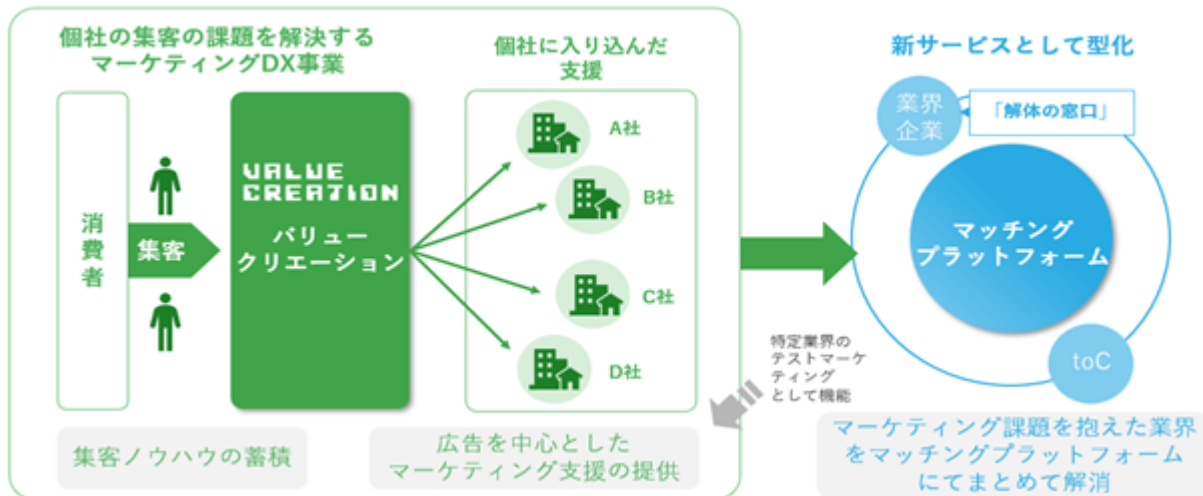 個社の集客の課題を解決する
マーケティングDX事業
個社に入り込んだ
支援
消費者
集客
VALUE
CREATION
バリュー
クリエーション
A社
B社
C社
D社
集客ノウハウの蓄積
広告を中心とした
マーケティング支援の提供
特定業界の
テストマーケ
ティング
として機能
新サービスとして型化
業界
企業
「解体の窓口」
マッチング
プラットフォーム
toC
マーケティング課題を抱えた業界
をマッチングプラットフォーム
にてまとめて解消